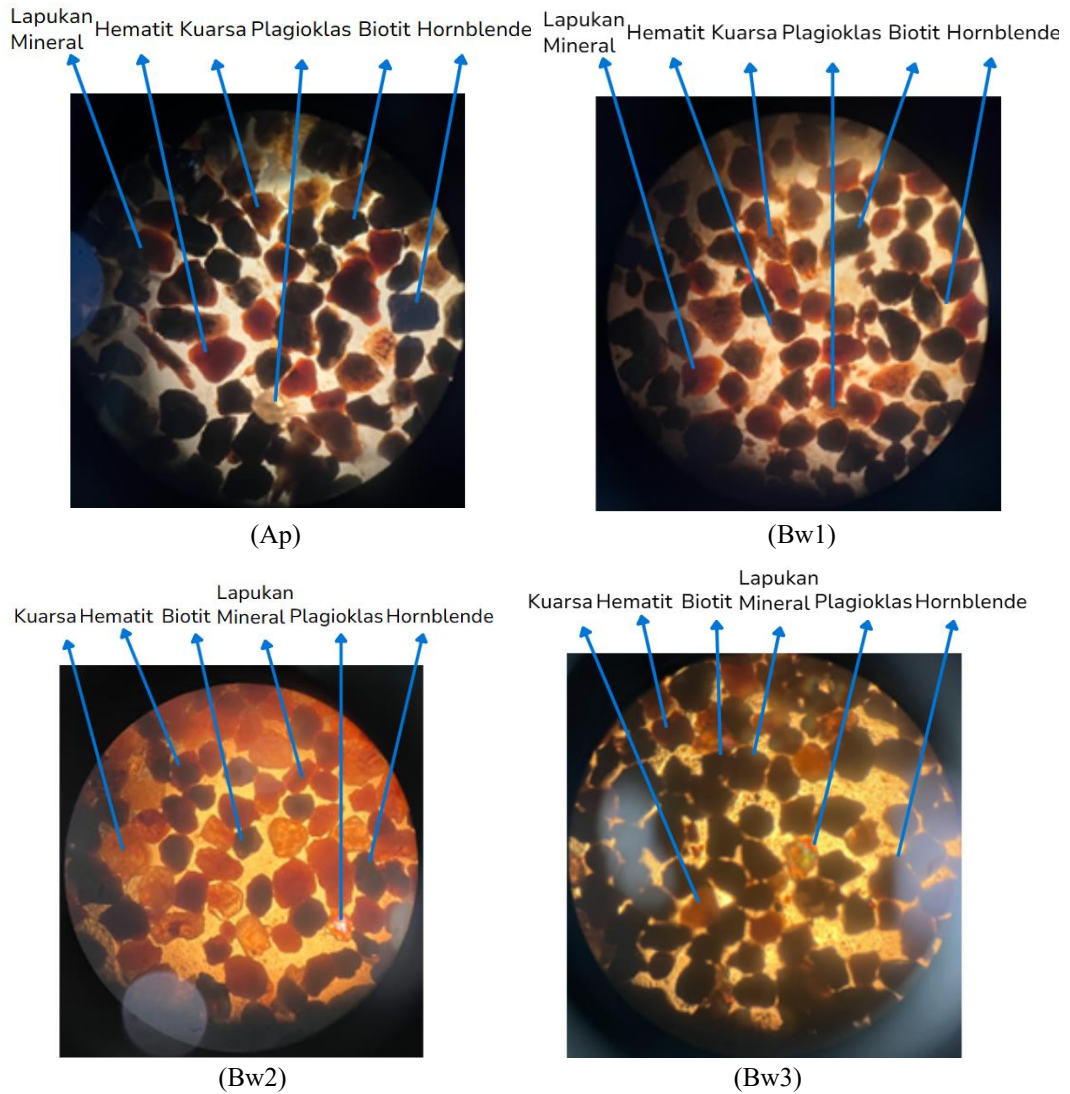 Lapukan Mineral Hematit Kuarsa Plagioklas Biotit Hornblende
Lapukan Mineral Hematit Kuarsa Plagioklas Biotit Hornblende
(Ap)
(Bw1)
Kuarsa Hematit Biotit Lapukan Mineral Plagioklas Hornblende
Kuarsa Hematit Biotit Lapukan Mineral Plagioklas Hornblende
(Bw2)
(Bw3)